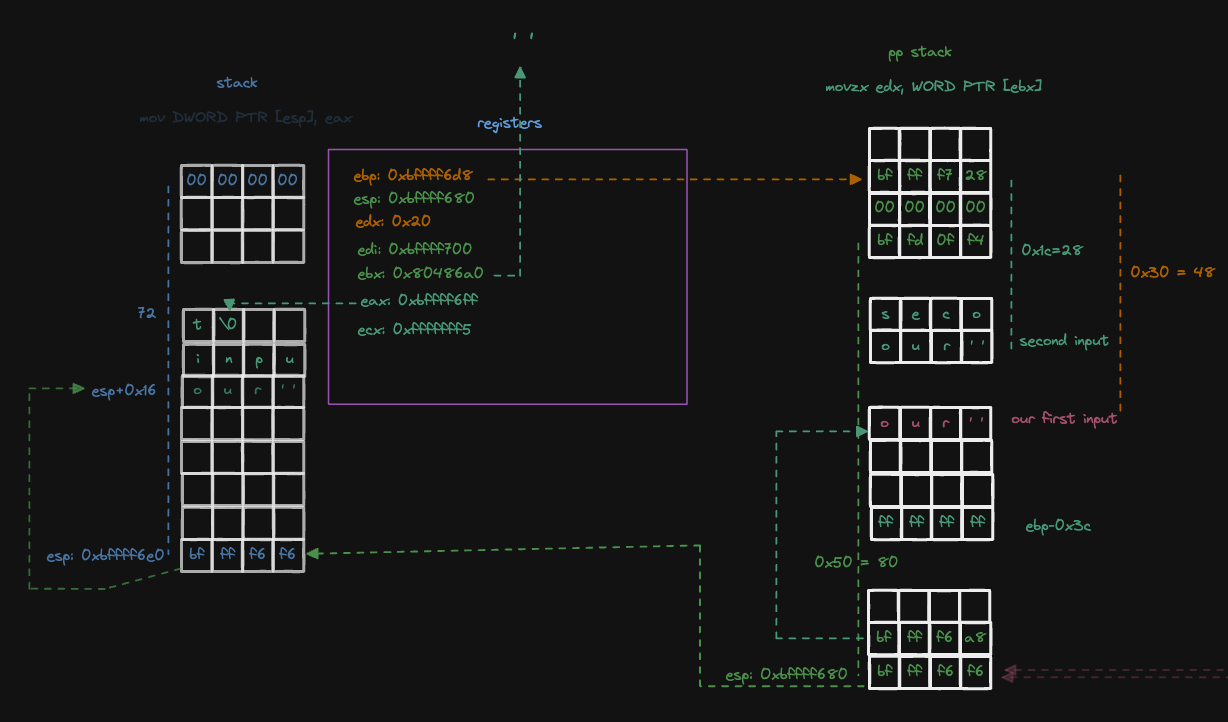 ' '
pp stack
stack
movzx edx, WORD PTR [ebx]
mov DWORD PTR [esp], eax
registers
00 00 00 00
ebp: 0xbffff6d8
esp: 0xbffff680
edx: 0x20
edi: 0xbffff700
ebx: 0x80486a0
eax: 0xbffff6ff
ecx: 0xfffffff5
bf ff f7 28
00 00 00 00
bf fd 0f f4
0x1c=28
0x30 = 48
72
t \0
i n p u
esp+0x16
o u r ' '
s e c o
o u r ' '
second input
o u r ' '
our first input
ff ff ff ff
ebp-0x3c
esp: 0xbffff6e0
bf ff f6 f6
0x50 = 80
bf ff f6 a8
esp: 0xbffff680
bf ff f6 f6